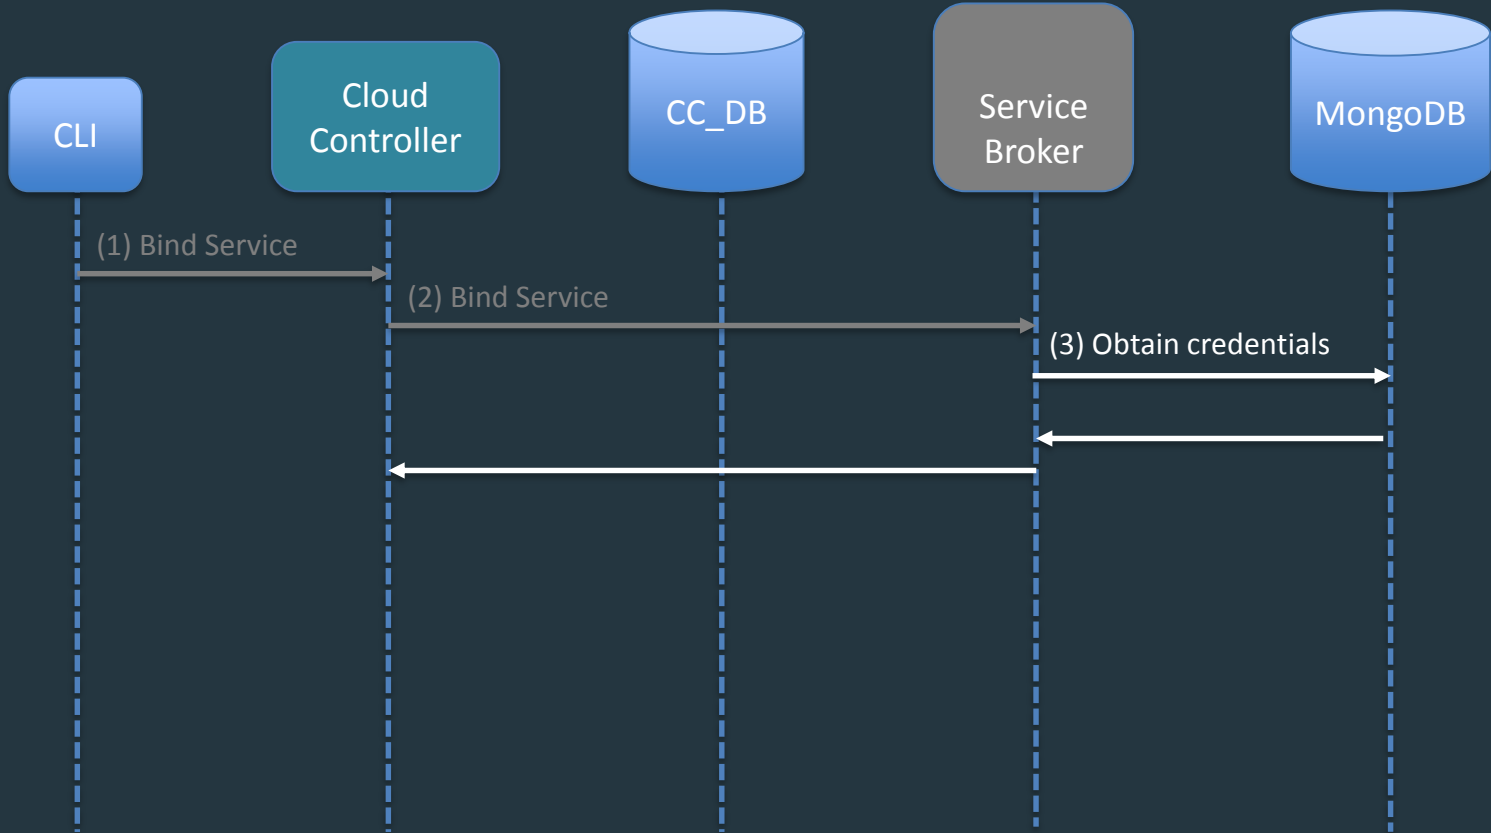 CLI
Cloud
Controller
CC_DB
Service
Broker
MongoDB
(1) Bind Service
(2) Bind Service
(3) Obtain credentials